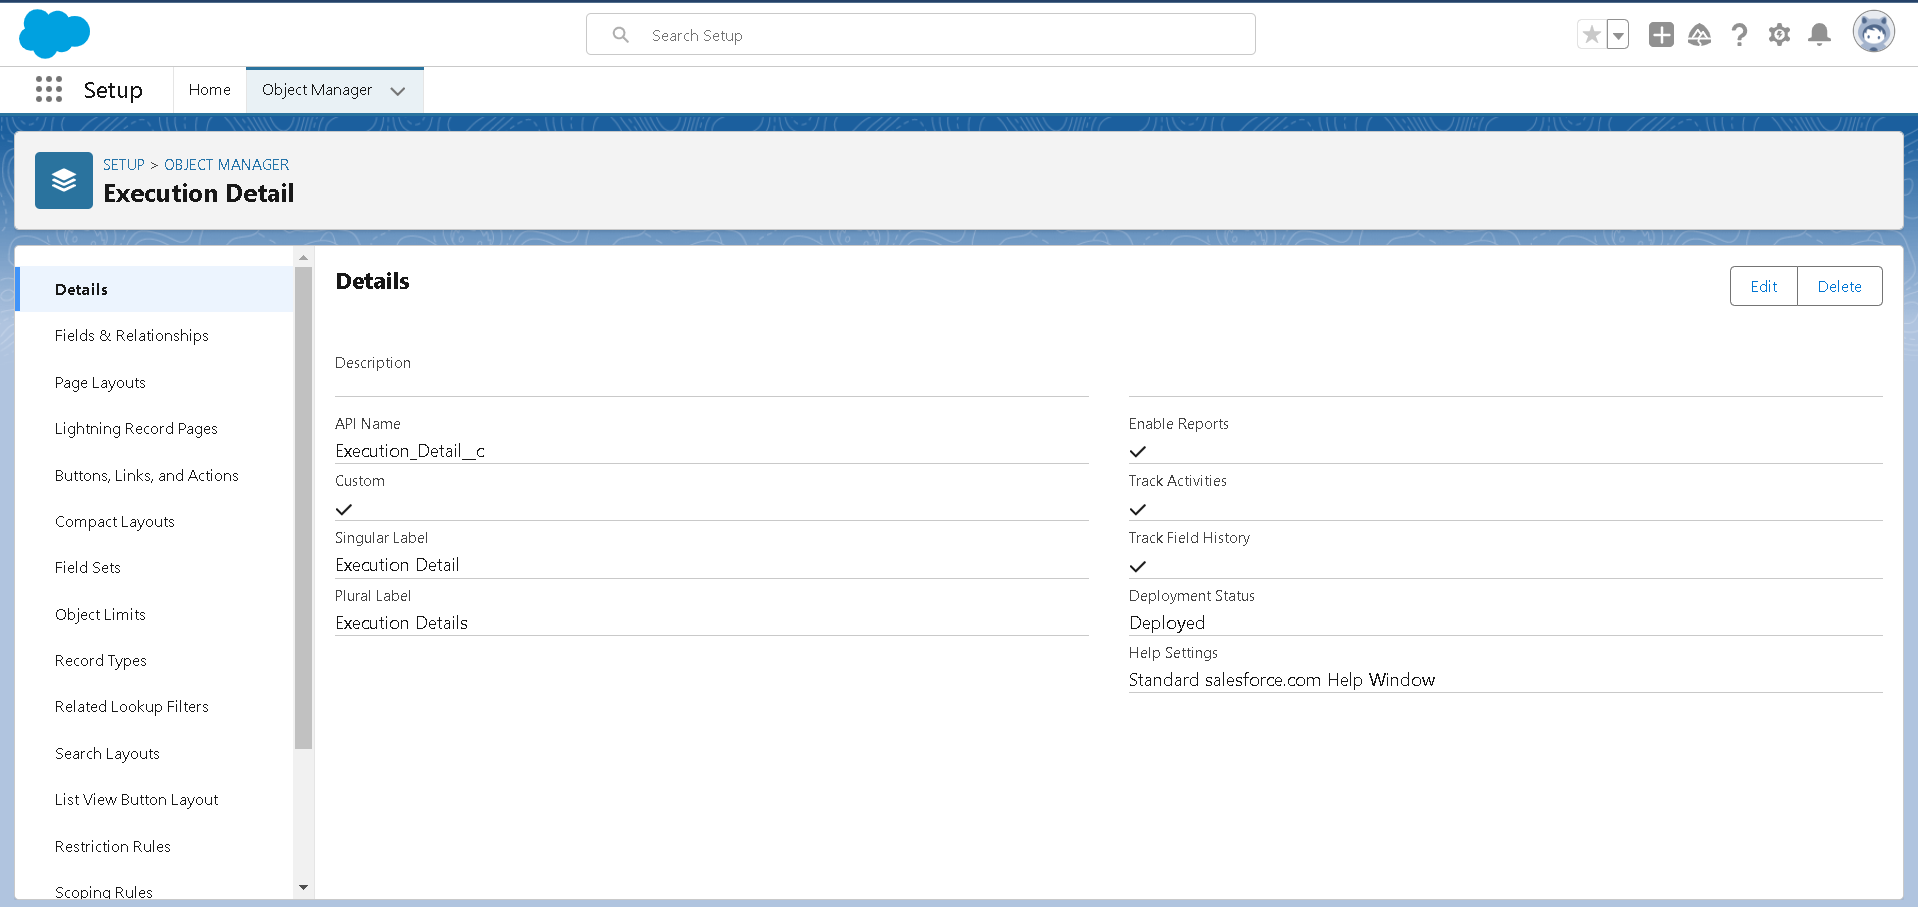 Search Setup
Setup
Home
Object Manager
SETUP > OBJECT MANAGER
Execution Detail
Details
Fields & Relationships
Page Layouts
Lightning Record Pages
Buttons, Links, and Actions
Compact Layouts
Field Sets
Object Limits
Record Types
Related Lookup Filters
Search Layouts
List View Button Layout
Restriction Rules
Scoping Rules
Details
Edit
Delete
Description
API Name
Execution_Detail__c
Custom
Singular Label
Execution Detail
Plural Label
Execution Details
Enable Reports
Track Activities
Track Field History
Deployment Status
Deployed
Help Settings
Standard salesforce.com Help Window